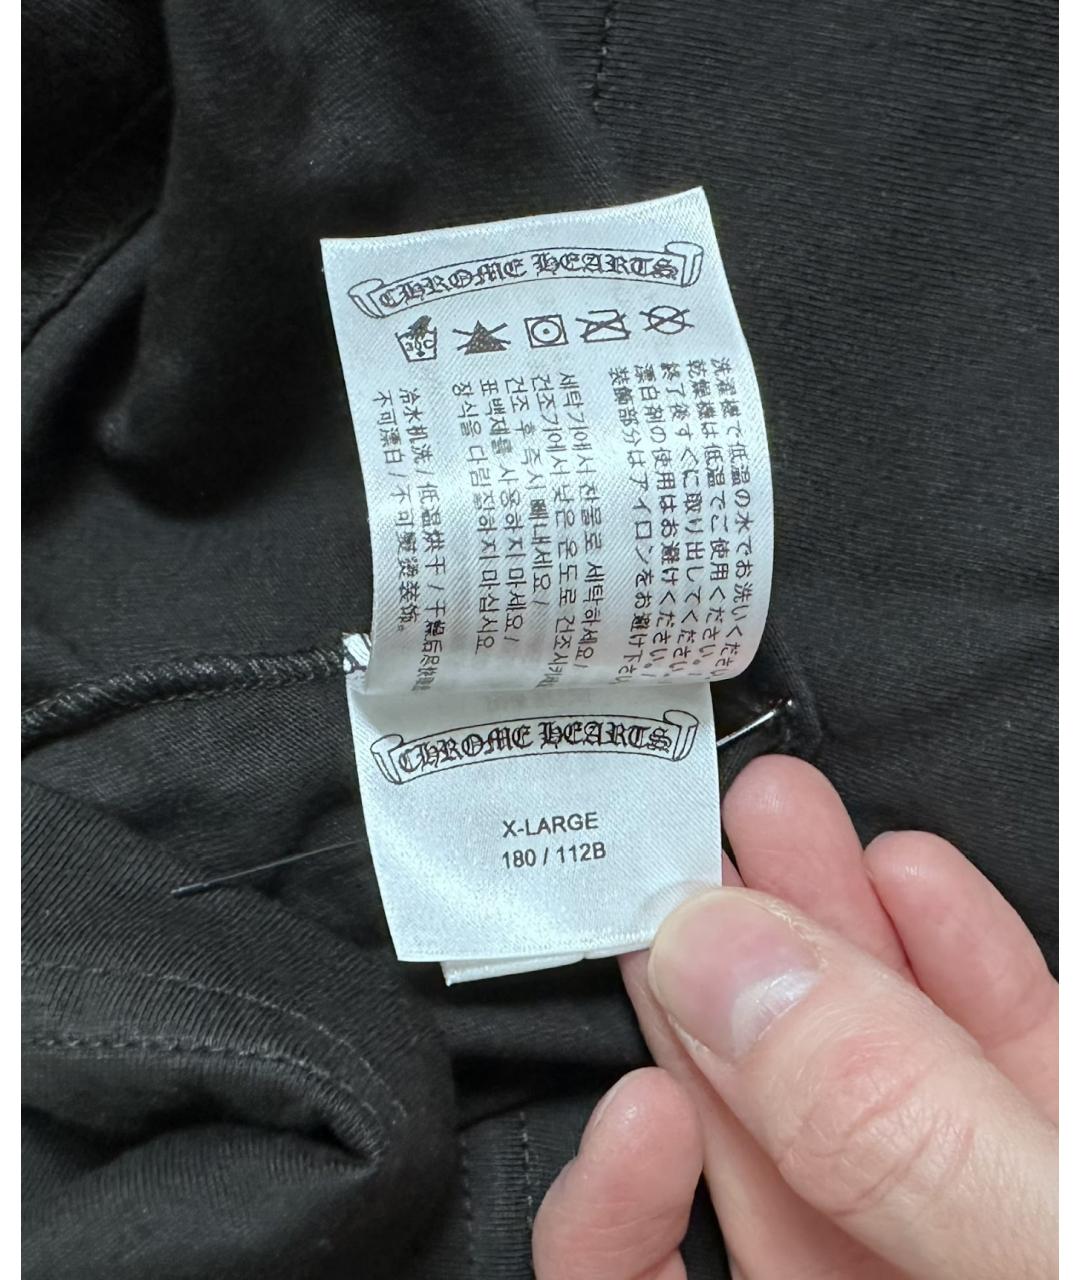 CHROME HEARTS
30C
洗濯機で低温の水でお洗いください
乾燥機は低温でご使用ください。/
終了後すぐに取り出してください。
漂白剤の使用はお避けください。/
装飾部分はアイロンをお避け下さい
세탁기에서 찬물로 세탁하세요/
건조기에서 낮은 온도로 건조시키세
건조 후 즉시 빼내세요/
표백제를 사용하지 마세요/
장식을 다림질하지 마십시요
冷水机洗 / 低温烘干 / 干燥后尽快
不可漂白 / 不可熨烫装饰。
CHROME HEARTS
X-LARGE
180 / 112B